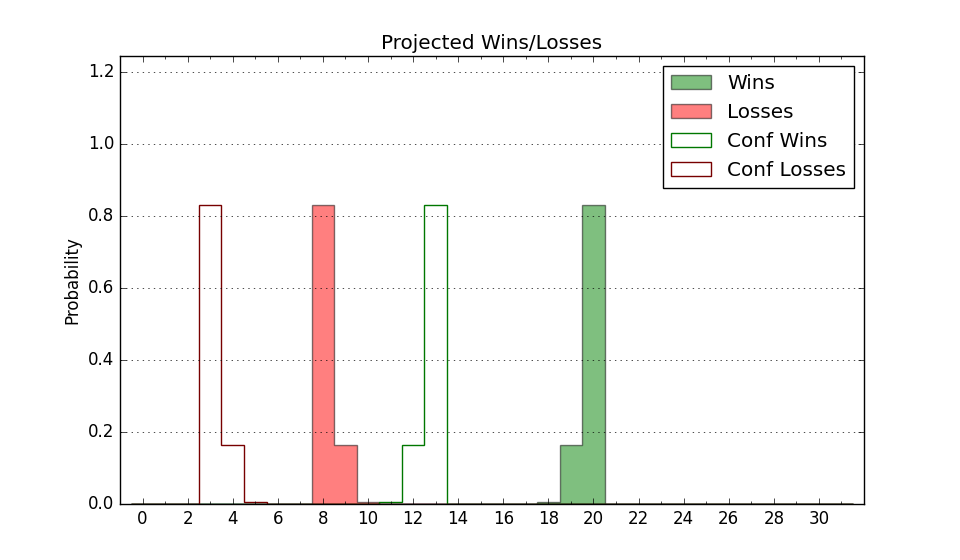 Projected Wins/Losses
1.2
1.0
0.8
0.6
0.4
0.2
0.0
Probability
Wins
Losses
Conf Wins
Conf Losses
0 2 4 6 8 10 12 14 16 18 20 22 24 26 28 30